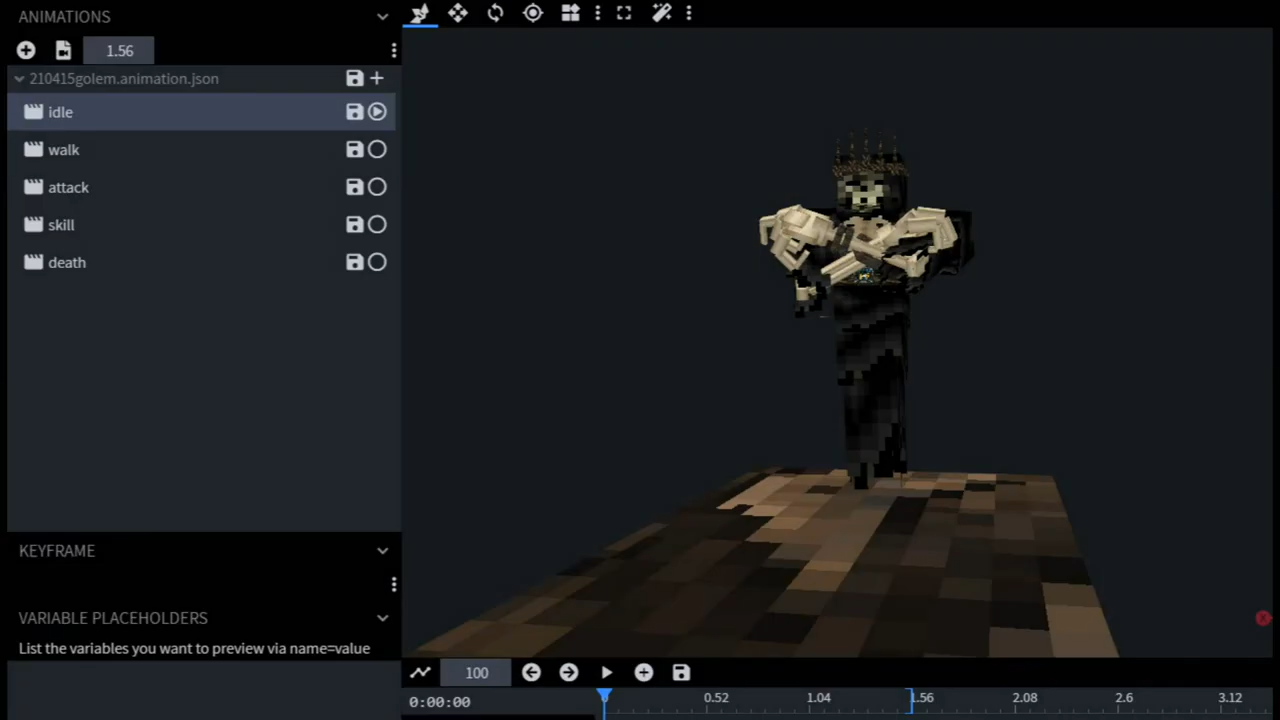 ANIMATIONS
1.56
210415golem.animation.json
idle
walk
attack
skill
death
KEYFRAME
VARIABLE PLACEHOLDERS
List the variables you want to preview via name=value
100
0:00:00
0 0.52 1.04 1.56 2.08 2.6 3.12